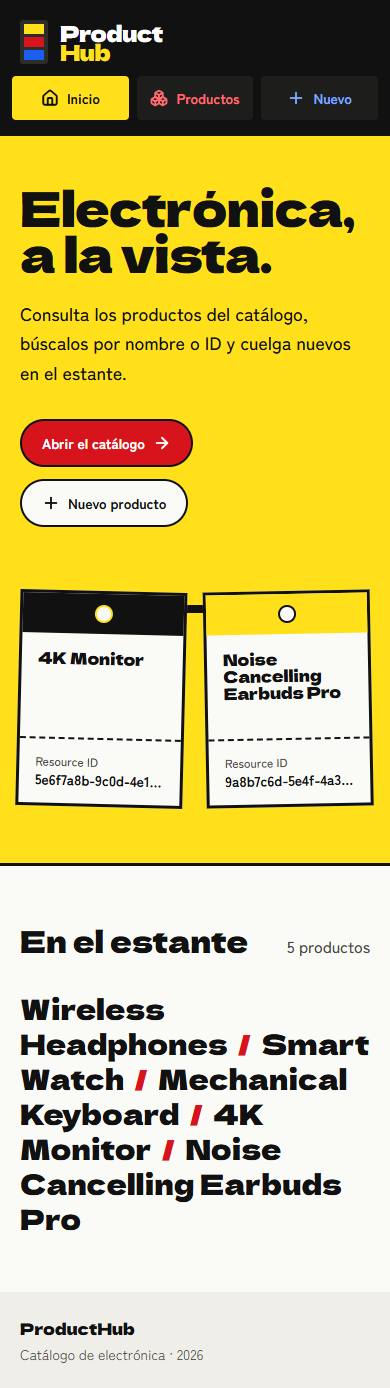 Product
Hub
Inicio
Productos
Nuevo
Electrónica,
a la vista.
Consulta los productos del catálogo,
búscalos por nombre o ID y cuelga nuevos
en el estante.
Abrir el catálogo
Nuevo producto
4K Monitor
Resource ID
5e6f7a8b-9c0d-4e1...
Noise
Cancelling
Earbuds Pro
Resource ID
9a8b7c6d-5e4f-4a3...
En el estante
5 productos
Wireless
Headphones / Smart
Watch / Mechanical
Keyboard / 4K
Monitor / Noise
Cancelling Earbuds
Pro
ProductHub
Catálogo de electrónica · 2026